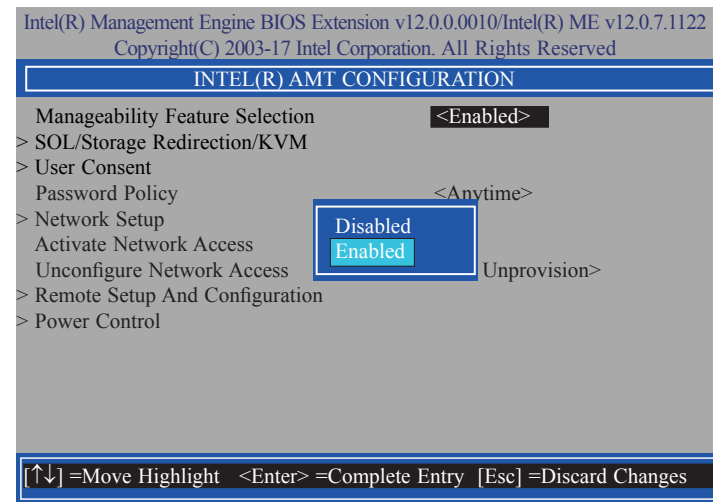 Intel(R) Management Engine BIOS Extension v12.0.0.0010/Intel(R) ME v12.0.7.1122
Copyright(C) 2003-17 Intel Corporation. All Rights Reserved
INTEL(R) AMT CONFIGURATION
Manageability Feature Selection <Enabled>
> SOL/Storage Redirection/KVM
> User Consent
Password Policy <Anytime>
> Network Setup
Disabled
Activate Network Access
Enabled
Unconfigure Network Access Unprovision>
> Remote Setup And Configuration
> Power Control
[↑↓] =Move Highlight <Enter> =Complete Entry [Esc] =Discard Changes